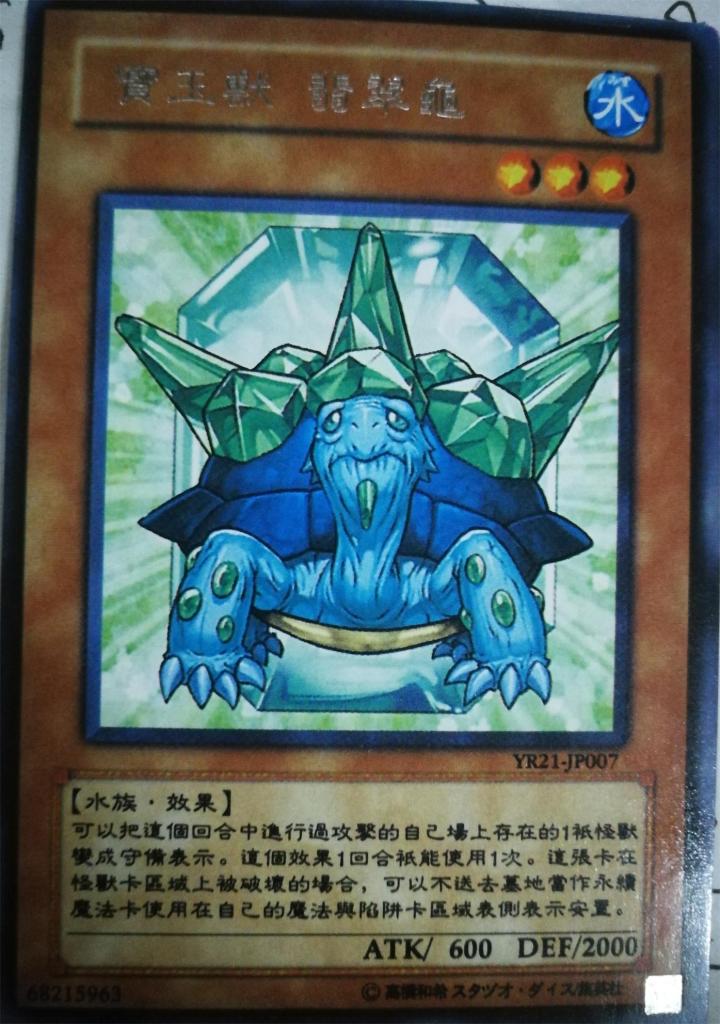 寶玉獸 翡翠龜
水
YR21-JP007
【水族·效果】
可以把這個回合中進行過攻擊的自己場上存在的1衹怪獸
變成守備表示。這個效果1回合衹能使用1次。這張卡在
怪獸卡區域上被破壞的場合，可以不送去墓地當作永續
魔法卡使用在自己的魔法與陷阱卡區域表側表示安置。
ATK/ 600 DEF/2000
68215963 ©高橋和希 スタヅオ・ダイス/集英社